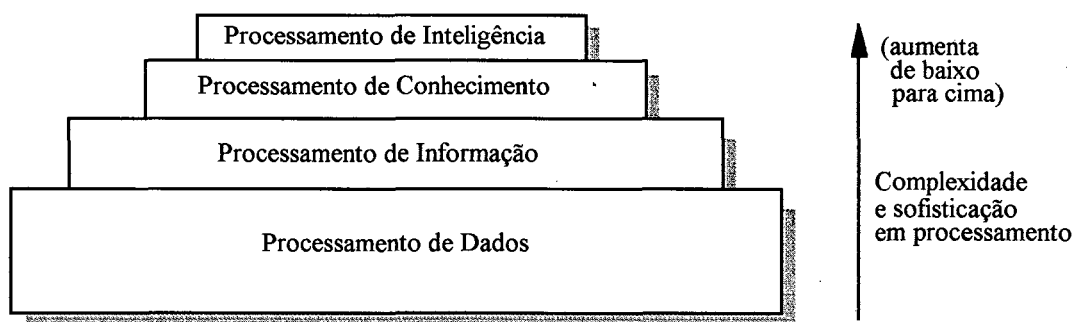 Processamento de Inteligência
Processamento de Conhecimento
Processamento de Informação
Processamento de Dados
(aumenta
de baixo
para cima)
Complexidade
e sofisticação
em processamento